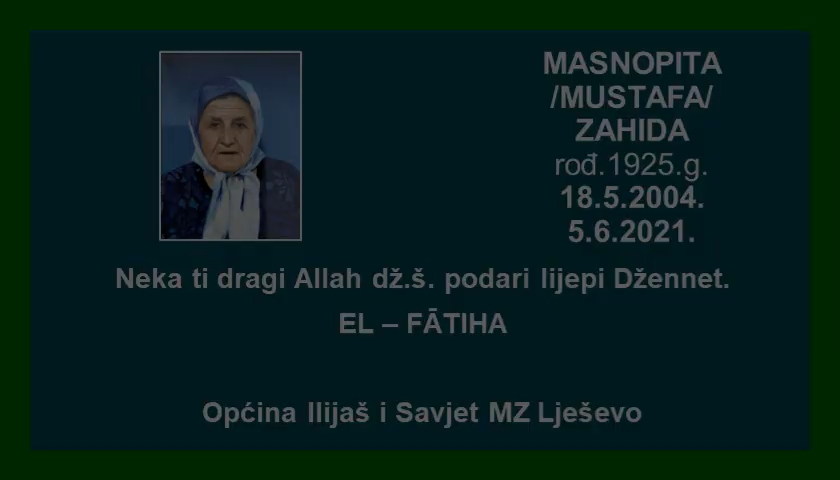 MASNOPITA
/MUSTAFA/
ZAHIDA
rođ.1925.g.
18.5.2004.
5.6.2021.
Neka ti dragi Allah dž.š. podari lijepi Džennet.
EL – FĀTIHA
Općina Ilijaš i Savjet MZ Lješevo